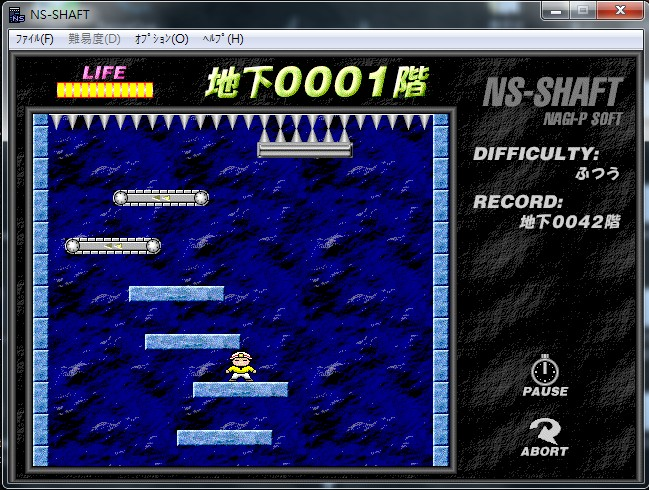 NS-SHAFT
ﾌｧｲﾙ(F) 難易度(D) ｵﾌﾟｼｮﾝ(O) ﾍﾙﾌﾟ(H)
LIFE
地下0001階
NS-SHAFT
NAGI-P SOFT
DIFFICULTY:
ふつう
RECORD:
地下0042階
PAUSE
ABORT